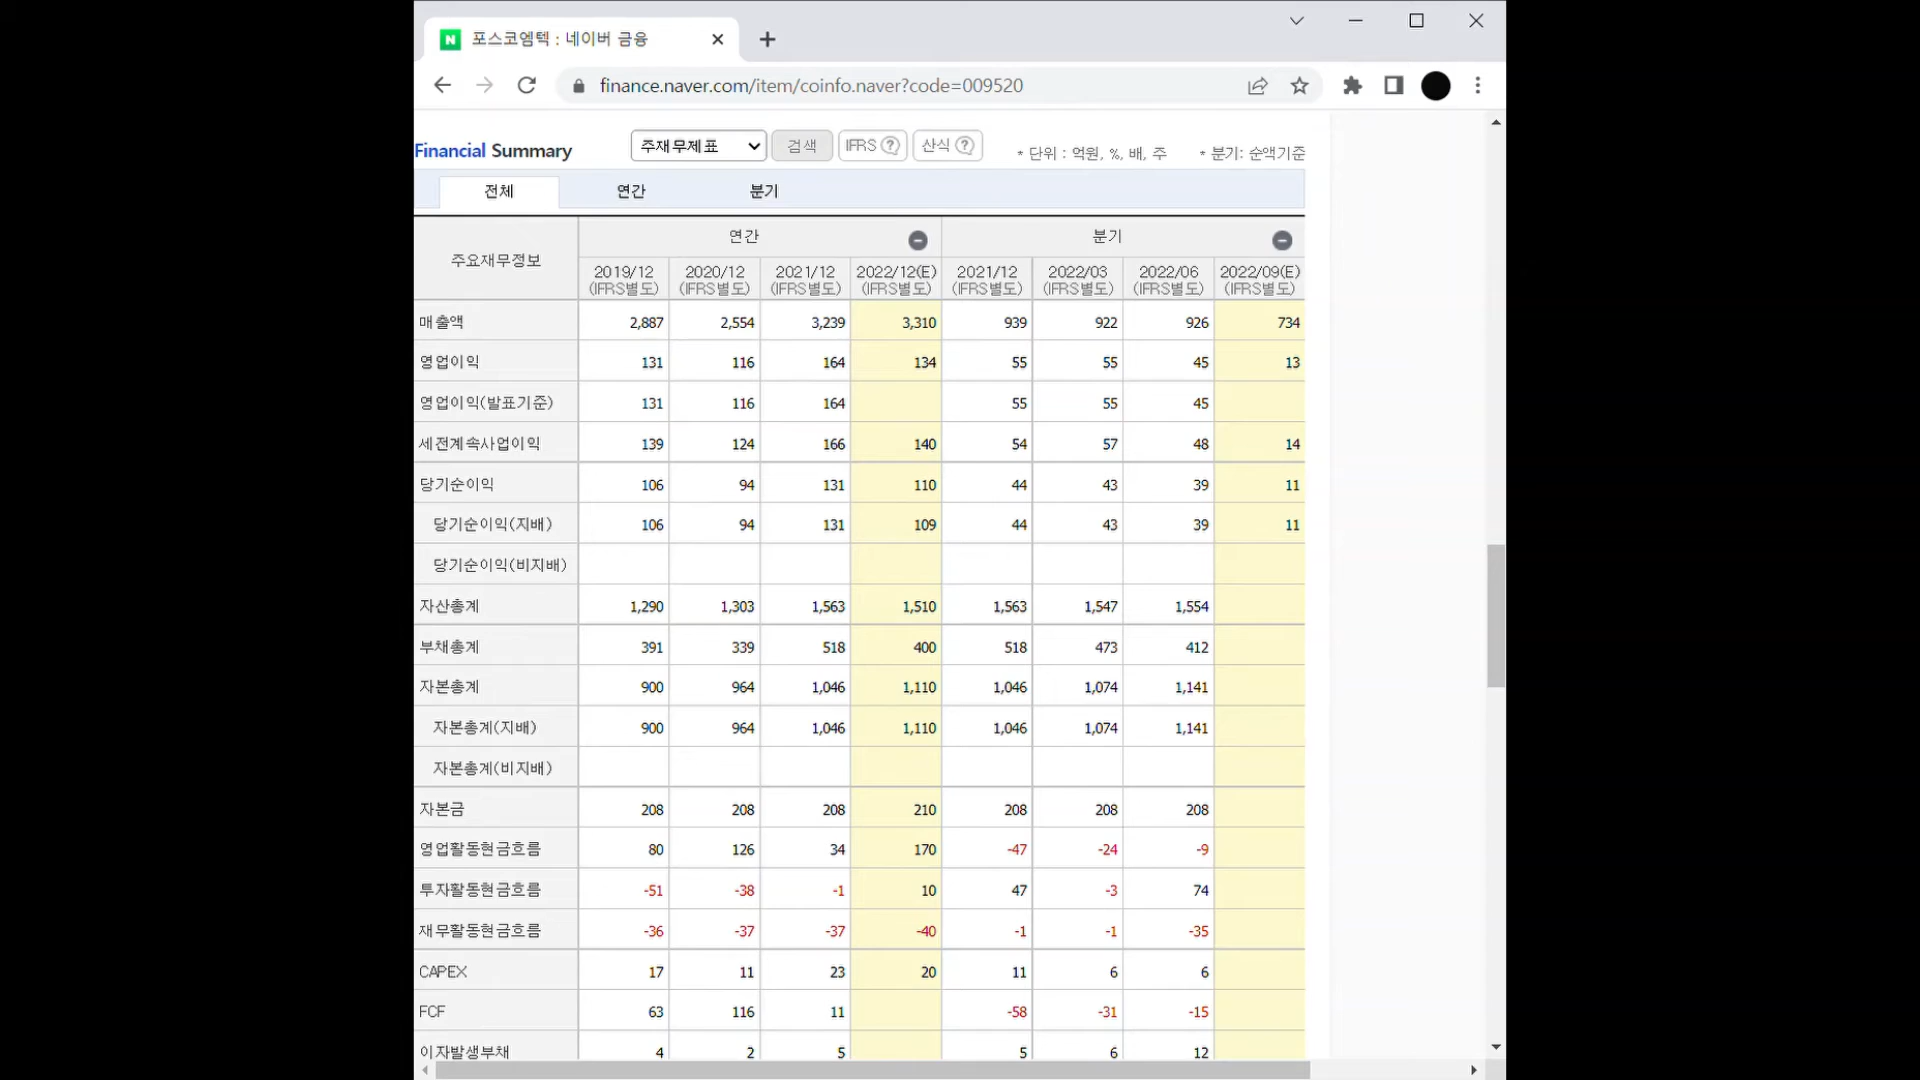 포스코엠텍 : 네이버 금융
finance.naver.com/item/coinfo.naver?code=009520
Financial Summary 주재무제표 검색 IFRS ? 산식 ? * 단위 : 억원, %, 배, 주 * 분기: 순액기준
전체 연간 분기
주요재무정보 연간 분기
2019/12 2020/12 2021/12 2022/12(E) 2021/12 2022/03 2022/06 2022/09(E)
(IFRS별도) (IFRS별도) (IFRS별도) (IFRS별도) (IFRS별도) (IFRS별도) (IFRS별도) (IFRS별도)
매출액 2,887 2,554 3,239 3,310 939 922 926 734
영업이익 131 116 164 134 55 55 45 13
영업이익(발표기준) 131 116 164 55 55 45
세전계속사업이익 139 124 166 140 54 57 48 14
당기순이익 106 94 131 110 44 43 39 11
당기순이익(지배) 106 94 131 109 44 43 39 11
당기순이익(비지배)
자산총계 1,290 1,303 1,563 1,510 1,563 1,547 1,554
부채총계 391 339 518 400 518 473 412
자본총계 900 964 1,046 1,110 1,046 1,074 1,141
자본총계(지배) 900 964 1,046 1,110 1,046 1,074 1,141
자본총계(비지배)
자본금 208 208 208 210 208 208 208
영업활동현금흐름 80 126 34 170 -47 -24 -9
투자활동현금흐름 -51 -38 -1 10 47 -3 74
재무활동현금흐름 -36 -37 -37 -40 -1 -1 -35
CAPEX 17 11 23 20 11 6 6
FCF 63 116 11 -58 -31 -15
이자발생부채 4 2 5 5 6 12